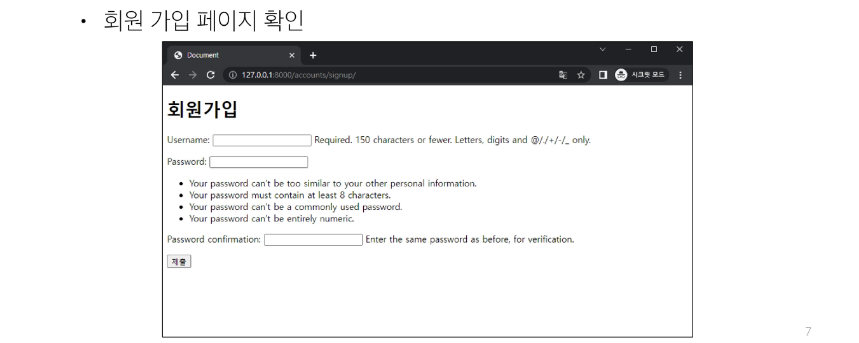 • 회원 가입 페이지 확인
Document
127.0.0.1:8000/accounts/signup/
시크릿 모드
회원가입
Username: Required. 150 characters or fewer. Letters, digits and @/./+/-/_ only.
Password:
• Your password can't be too similar to your other personal information.
• Your password must contain at least 8 characters.
• Your password can't be a commonly used password.
• Your password can't be entirely numeric.
Password confirmation: Enter the same password as before, for verification.
제출
7